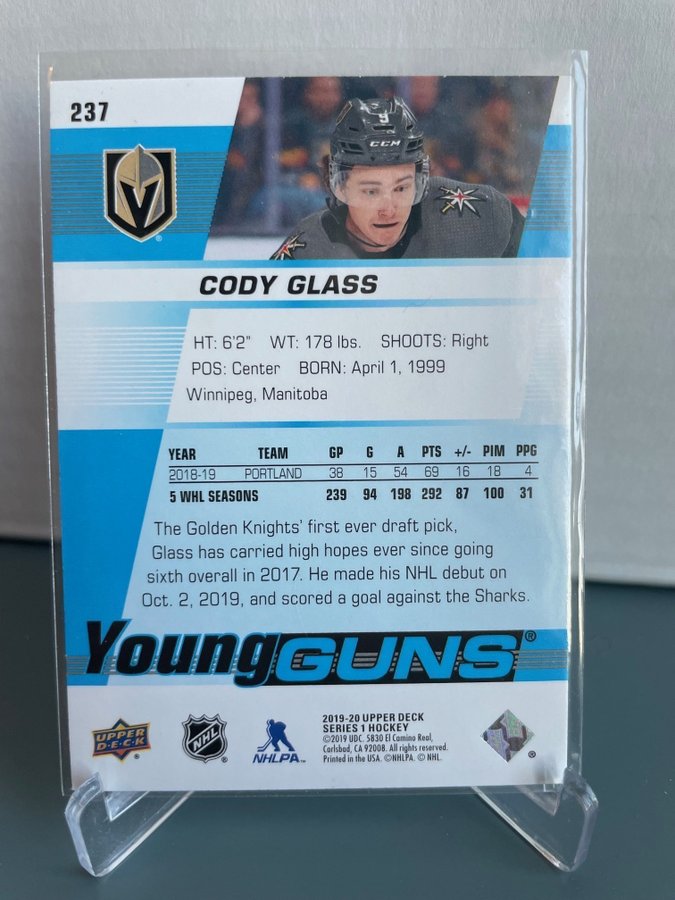 237
9
CCM
V
CODY GLASS
HT: 6'2" WT: 178 lbs. SHOOTS: Right
POS: Center BORN: April 1, 1999
Winnipeg, Manitoba
YEAR TEAM GP G A PTS +/- PIM PPG
2018-19 PORTLAND 38 15 54 69 16 18 4
5 WHL SEASONS 239 94 198 292 87 100 31
The Golden Knights' first ever draft pick,
Glass has carried high hopes ever since going
sixth overall in 2017. He made his NHL debut on
Oct. 2, 2019, and scored a goal against the Sharks.
Young GUNS®
UPPER
D.E.C.K
®
NHL
®
NHLPA™
2019-20 UPPER DECK
SERIES 1 HOCKEY
©2019 UDC. 5830 El Camino Real,
Carlsbad, CA 92008. All rights reserved.
Printed in the USA. ©NHLPA. © NHL.
®